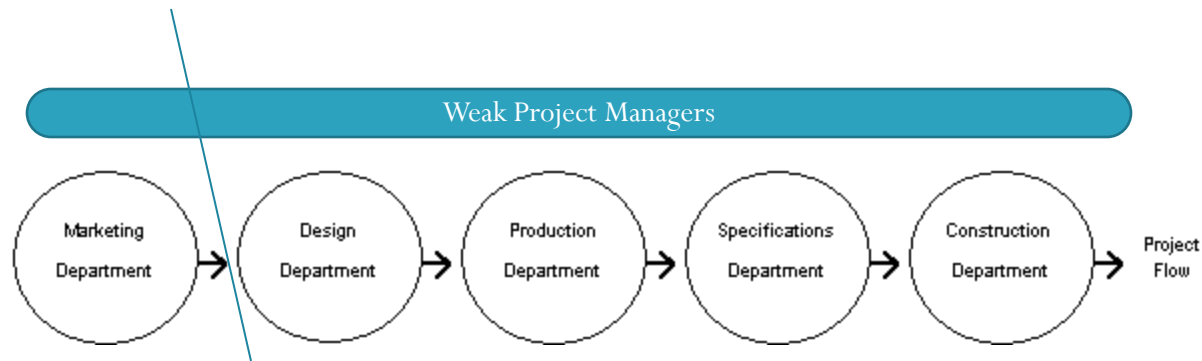 Weak Project Managers
Marketing
Department
Design
Department
Production
Department
Specifications
Department
Construction
Department
Project
Flow